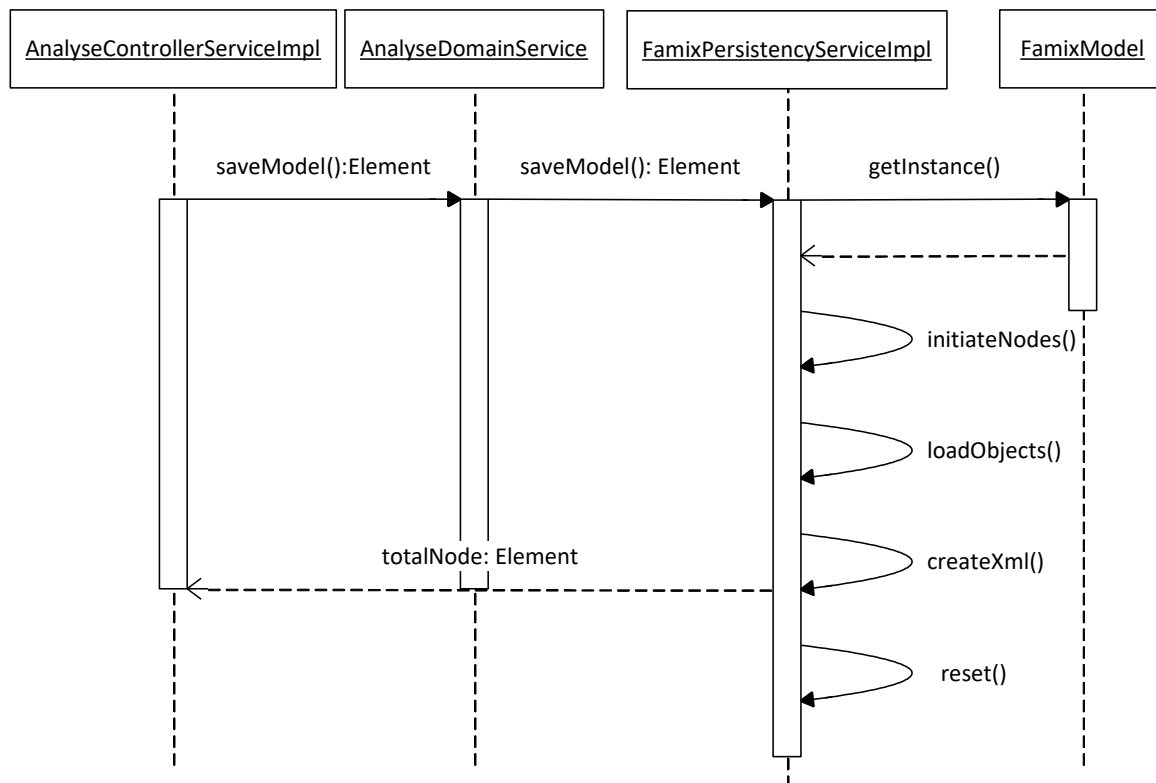 AnalyseControllerServiceImpl
AnalyseDomainService
FamixPersistencyServiceImpl
FamixModel
saveModel():Element
saveModel(): Element
getInstance()
initiateNodes()
loadObjects()
totalNode: Element
createXml()
reset()